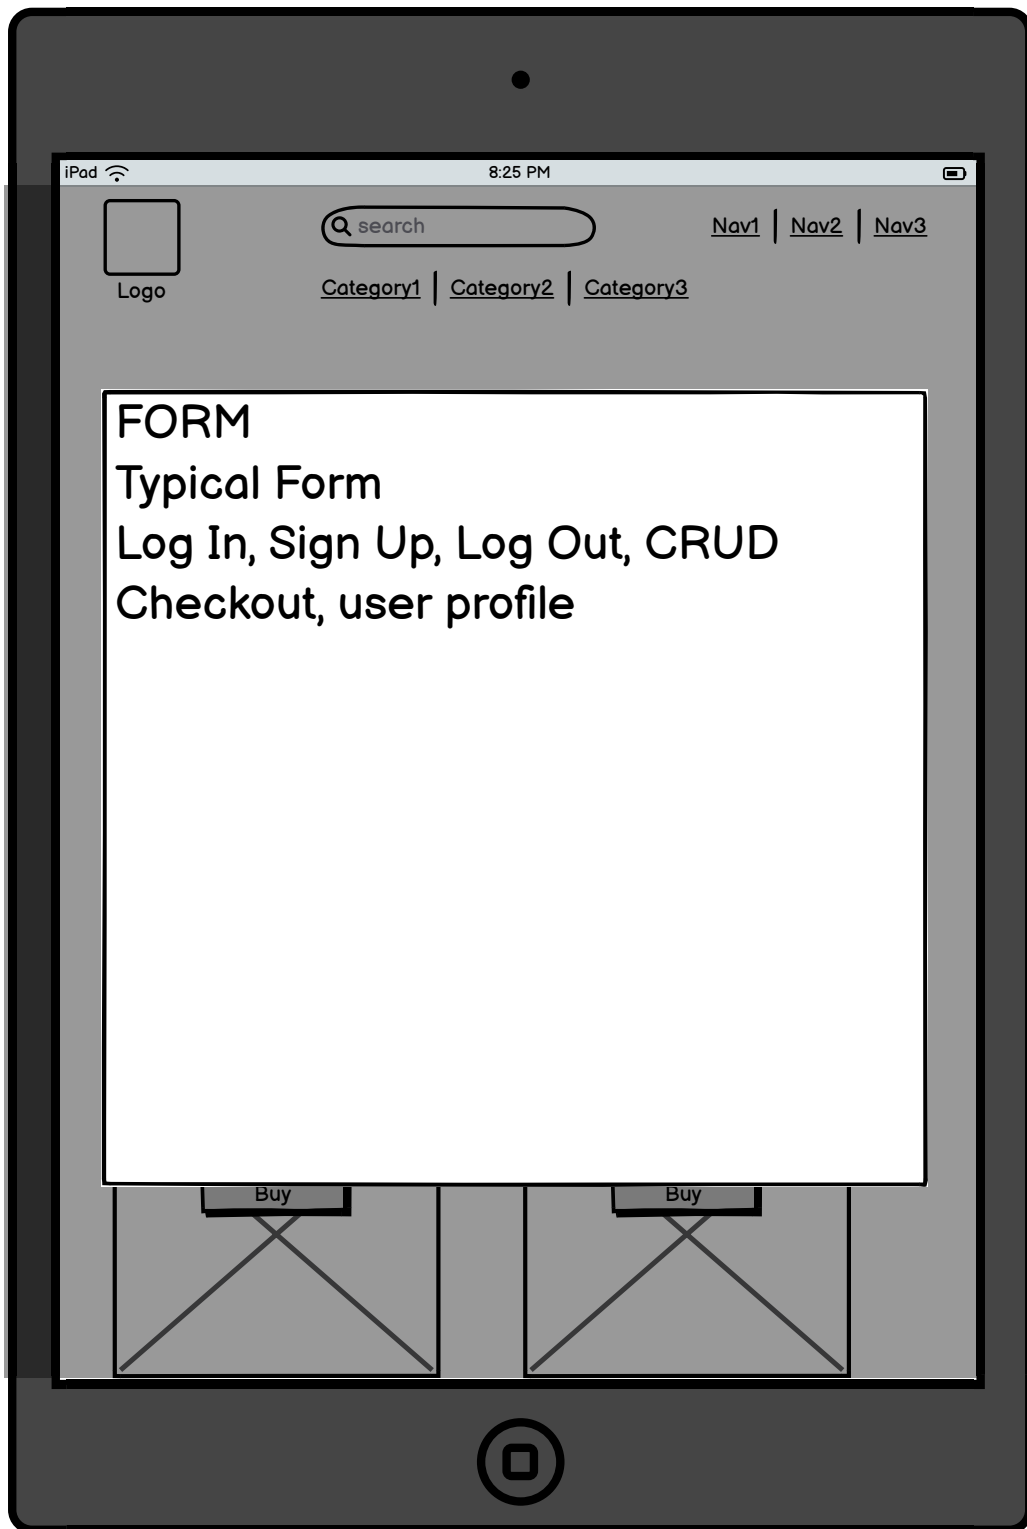 iPad
8:25 PM
search
Nav1
Nav2
Nav3
Logo
Category1
Category2
Category3
FORM
Typical Form
Log In, Sign Up, Log Out, CRUD
Checkout, user profile
Buy
Buy